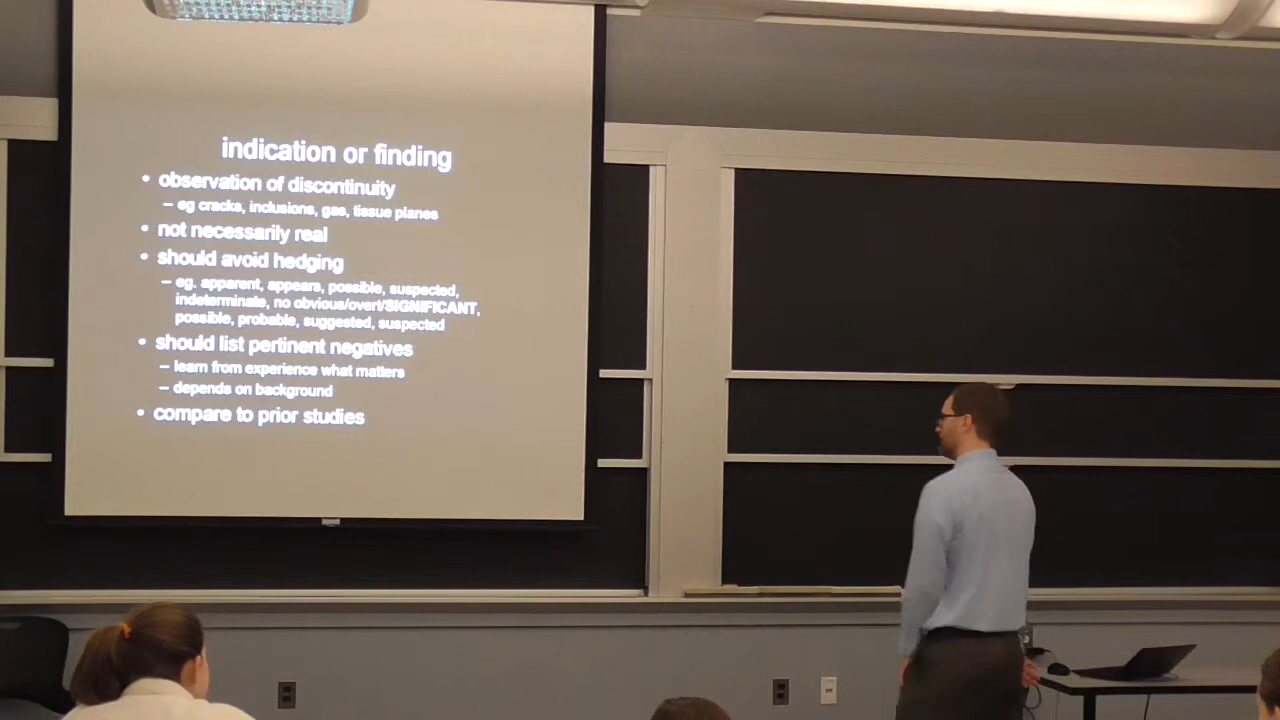 indication or finding
• observation of discontinuity
– eg cracks, inclusions, gas, tissue planes
• not necessarily real
• should avoid hedging
– eg. apparent, appears, possible, suspected,
indeterminate, no obvious/overt/SIGNIFICANT,
possible, probable, suggested, suspected
• should list pertinent negatives
– learn from experience what matters
– depends on background
• compare to prior studies